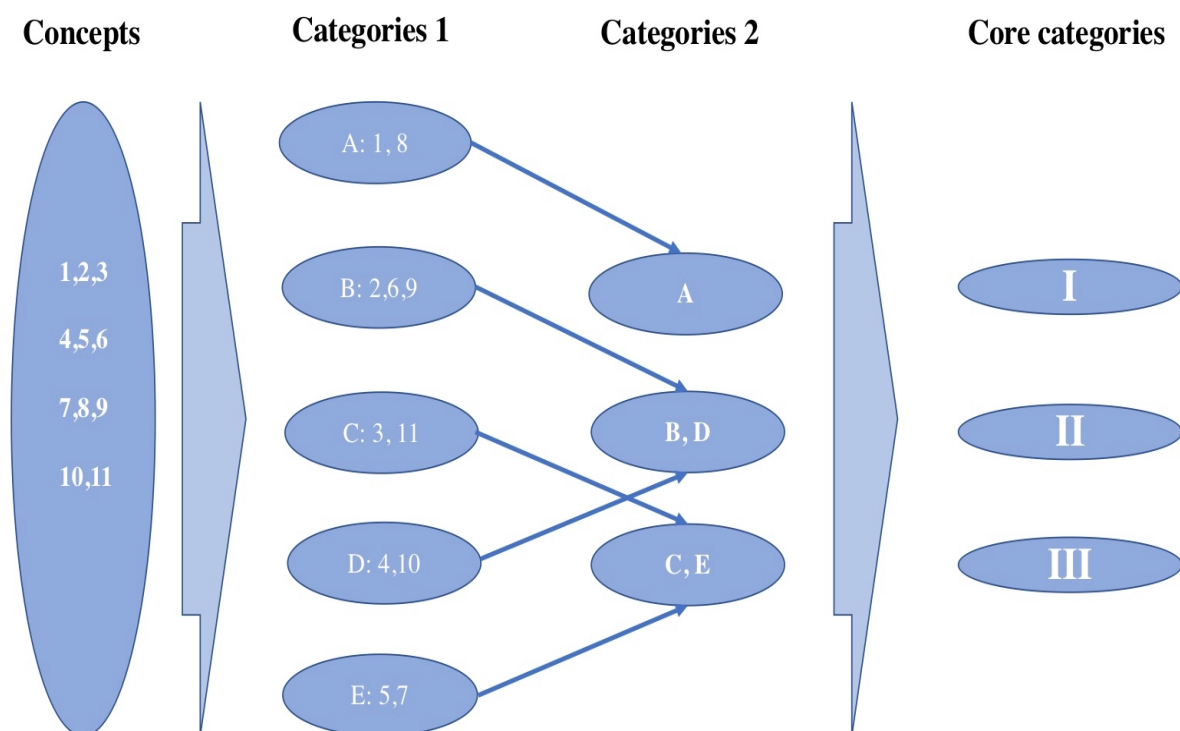 Concepts
Categories 1
Categories 2
Core categories
1,2,3
4,5,6
7,8,9
10,11
A: 1, 8
B: 2,6,9
C: 3, 11
D: 4,10
E: 5,7
A
B, D
C, E
I
II
III